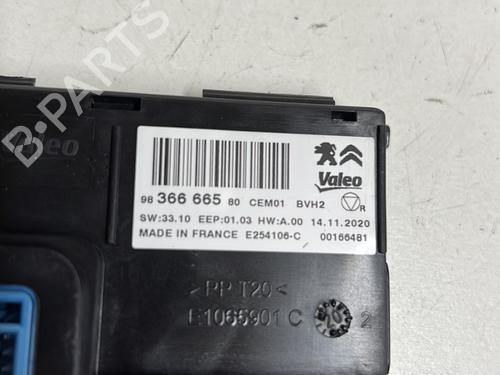 B-PARTS
Valeo
Valeo
98 366 665 80 CEM01 BVH2 R
SW:33.10 EEP:01.03 HW:A.00 14.11.2020
MADE IN FRANCE E254106-C 00166481
>PP T20<
E1065901 C
20
2